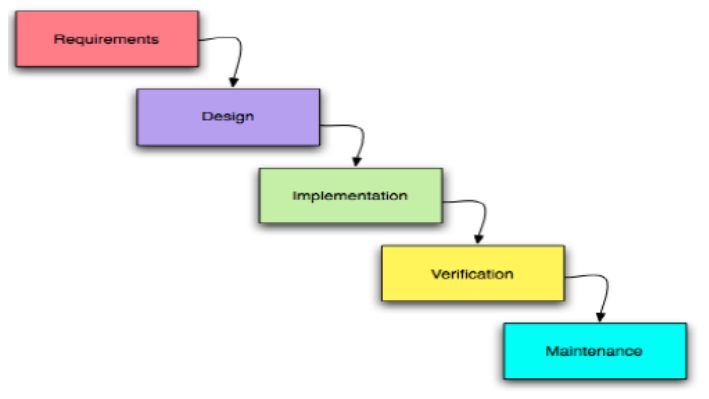 Requirements
Design
Implementation
Verification
Maintenance